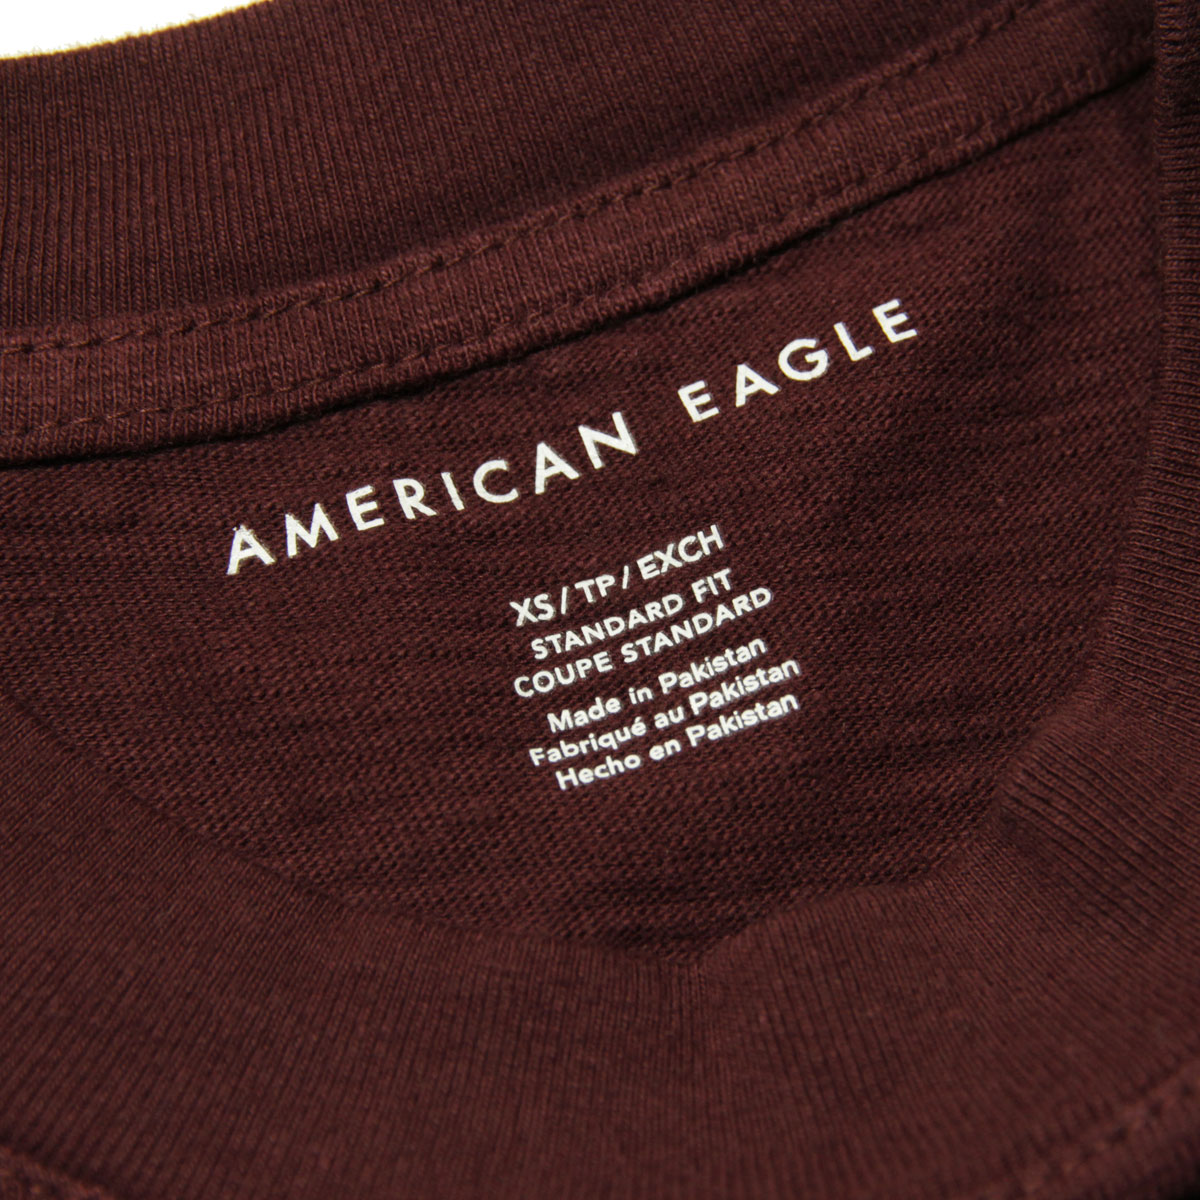 AMERICAN EAGLE
XS/TP/EXCH
STANDARD FIT
COUPE STANDARD
Made in Pakistan
Fabriqué au Pakistan
Hecho en Pakistan